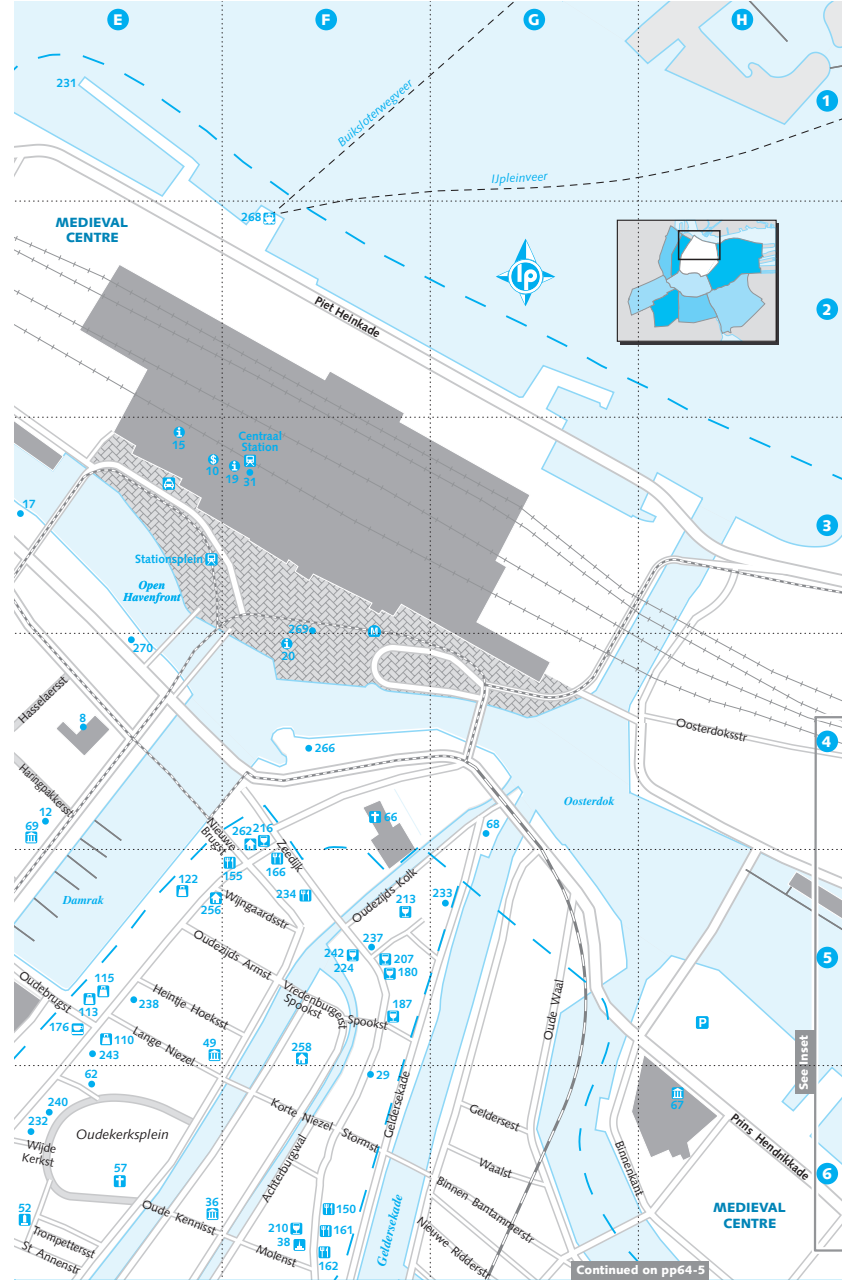 E
F
G
H
1
231
Buiksloterwegveer
IJpleinveer
268
MEDIEVAL
CENTRE
lp
2
Piet Heinkade
15
10
19
31
Centraal
Station
17
3
Stationsplein
Open
Havenfront
M
269
20
270
Hasselaersst
8
Oosterdoksstr
4
266
Haringpakkerst
12
69
Oosterdok
66
68
262
216
Nieuwe
Brugst
Zeedijk
155
166
122
256
234
Damrak
Wijngaardsstr
Oudezijds Kolk
213
233
Oudezijds Armst
237
242
224
207
180
5
Oudebrugst
115
113
Heintje Hoeksst
238
Vredenburgerst
Spookst
Spookst
187
Oude Waal
P
176
110
243
Lange Niezel
49
258
See Inset
62
29
240
232
Oudekerksplein
Wijde
Kerkst
Korte Niezel
Stormst
Geldersekade
Geldersest
67
Prins Hendrikkade
57
Waalst
Binnenkant
6
Achterburgwal
52
36
Oude Kennisst
150
161
162
210
38
Binnen Bantammerstr
Geldersekade
MEDIEVAL
CENTRE
Trompetterst
St Annenstr
Molenst
Nieuwe Ridderstr
Continued on pp64-5